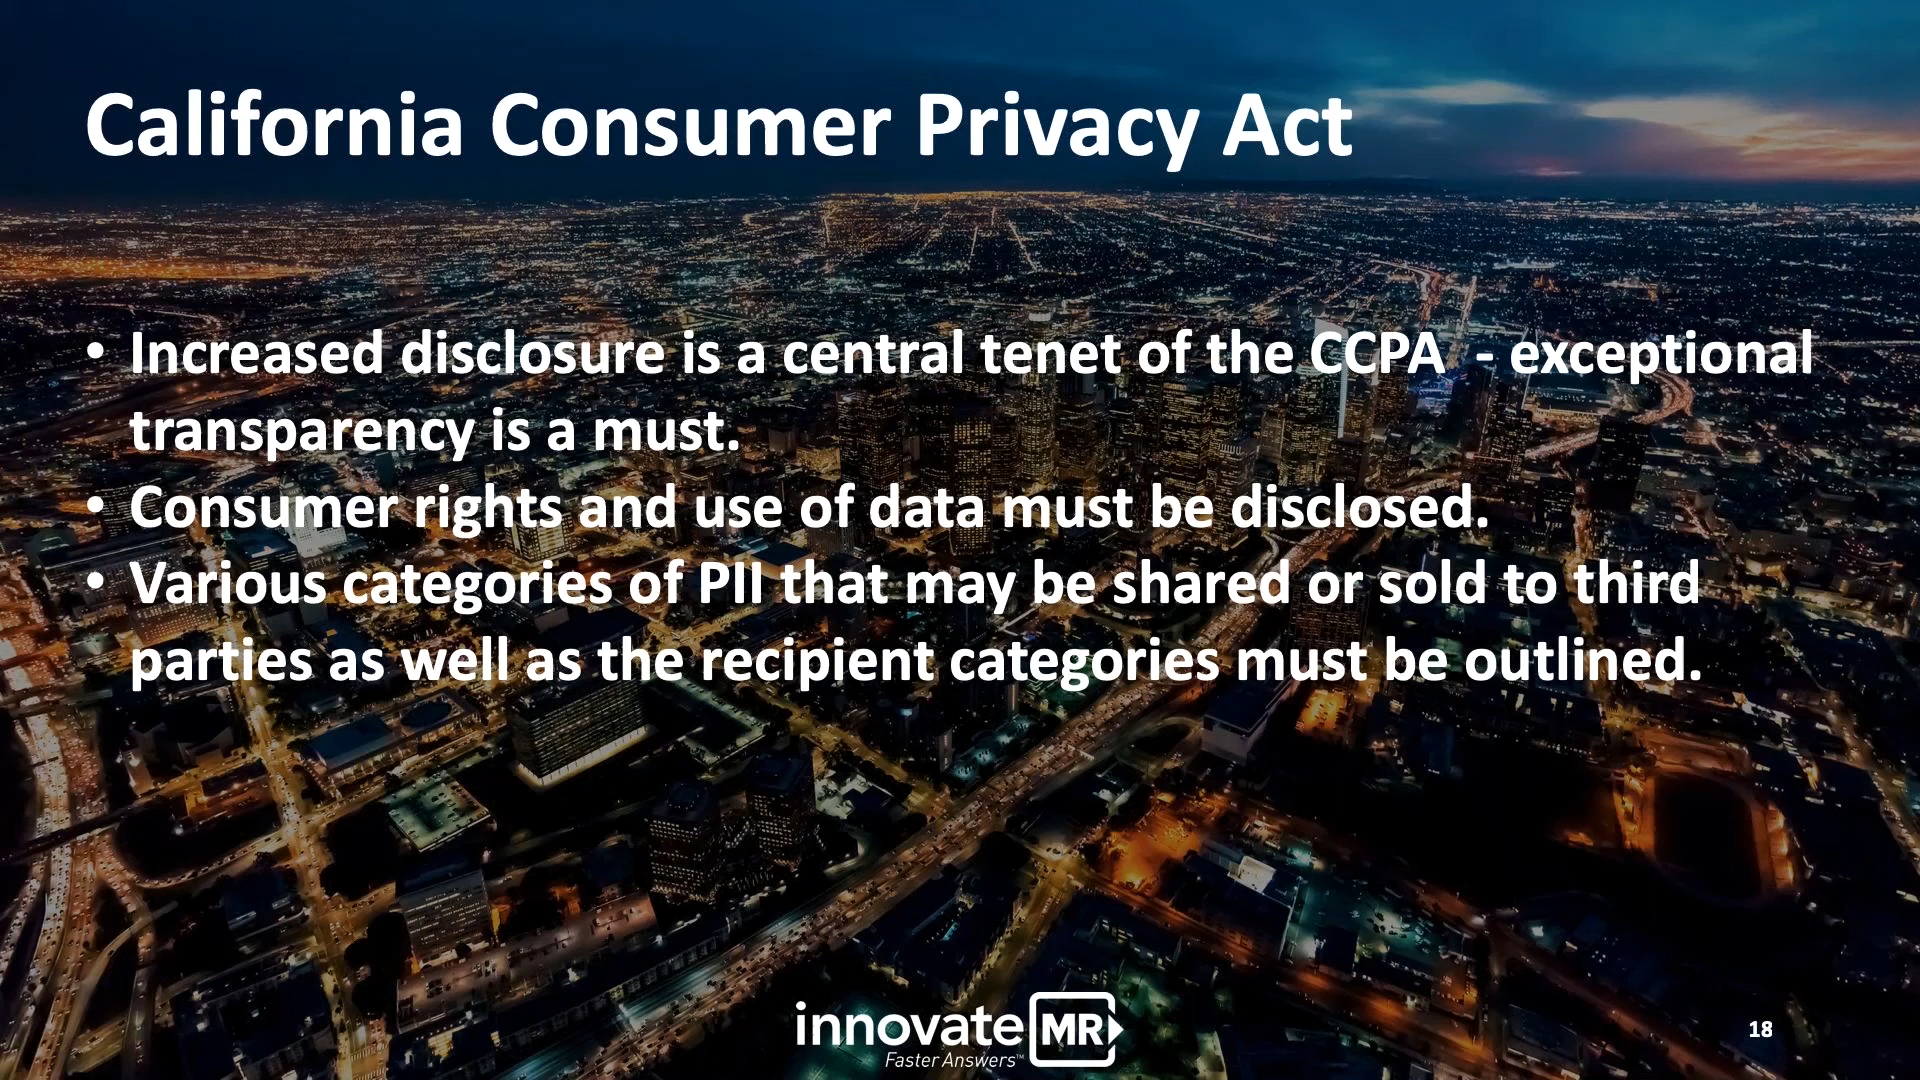 California Consumer Privacy Act
• Increased disclosure is a central tenet of the CCPA  - exceptional
transparency is a must.
• Consumer rights and use of data must be disclosed.
• Various categories of PII that may be shared or sold to third
parties as well as the recipient categories must be outlined.
innovate MR
Faster Answers™
18